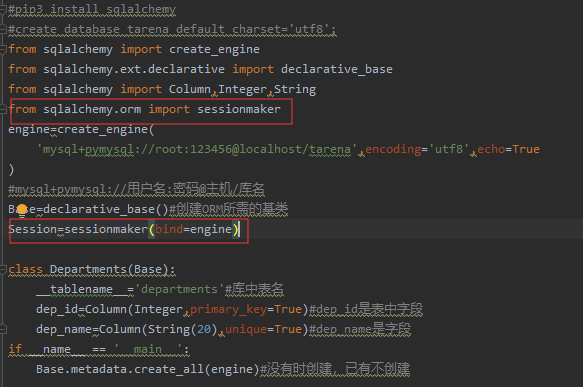 #pip3 install sqlalchemy
#create database tarena default charset='utf8';
from sqlalchemy import create_engine
from sqlalchemy.ext.declarative import declarative_base
from sqlalchemy import Column,Integer,String
from sqlalchemy.orm import sessionmaker
engine=create_engine(
    'mysql+pymysql://root:123456@localhost/tarena',encoding='utf8',echo=True
)
#mysql+pymysql://用户名:密码@主机/库名
Base=declarative_base()#创建ORM所需的基类
Session=sessionmaker(bind=engine)
class Departments(Base):
    __tablename__='departments'#库中表名
    dep_id=Column(Integer,primary_key=True)#dep_id是表中字段
    dep_name=Column(String(20),unique=True)#dep_name是字段
if __name__ == '__main__':
    Base.metadata.create_all(engine)#没有时创建，已有不创建